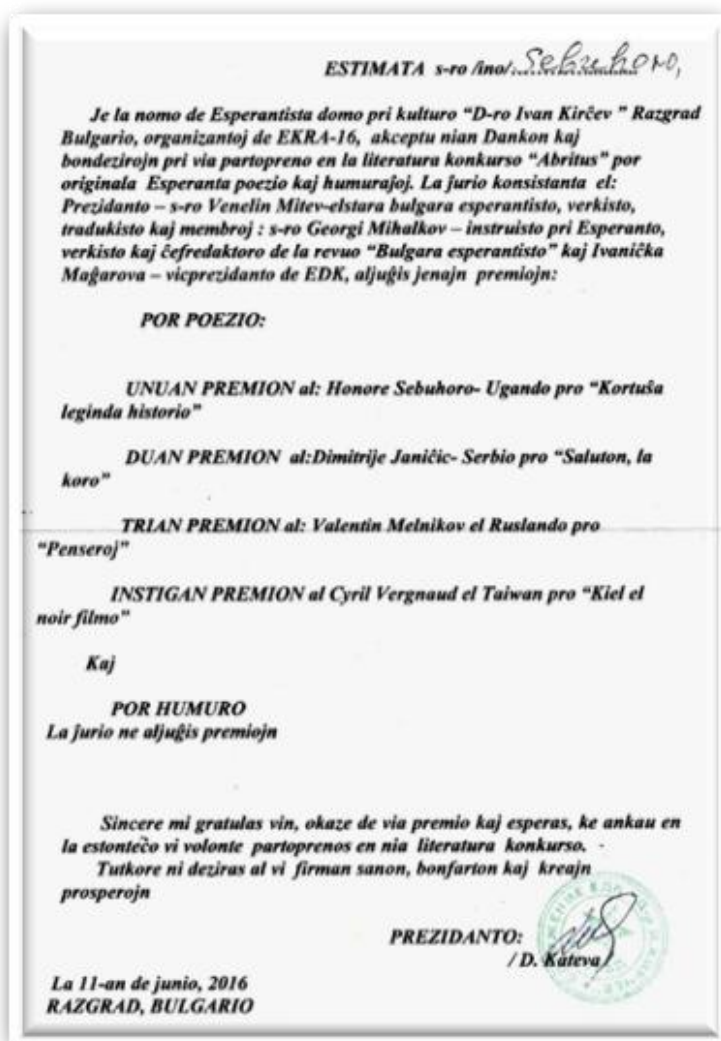 ESTIMATA s-ro /ino/ Sebuhoro,
Je la nomo de Esperantista domo pri kulturo “D-ro Ivan Kirĉev ” Razgrad
Bulgario, organizantoj de EKRA-16, akceptu nian Dankon kaj
bondezirojn pri via partopreno en la literatura konkurso “Abritus” por
originala Esperanta poezio kaj humuraĵoj. La ĵurio konsistanta el:
Prezidanto – s-ro Venelin Mitev-elstara bulgara esperantisto, verkisto,
tradukisto kaj membroj : s-ro Georgi Mihalkov – instruisto pri Esperanto,
verkisto kaj ĉefredaktoro de la revuo “Bulgara esperantisto” kaj Ivaniĉka
Maĝarova – vicprezidanto de EDK, aljuĝis jenajn premiojn:
POR POEZIO:
UNUAN PREMION al: Honore Sebuhoro- Ugando pro “Kortuŝa
leginda historio”
DUAN PREMION al:Dimitrije Janiĉic- Serbio pro “Saluton, la
koro”
TRIAN PREMION al: Valentin Melnikov el Ruslando pro
“Penseroj”
INSTIGAN PREMION al Cyril Vergnaud el Taiwan pro “Kiel el
noir filmo”
Kaj
POR HUMURO
La ĵurio ne aljuĝis premiojn
Sincere mi gratulas vin, okaze de via premio kaj esperas, ke ankau en
la estonteĉo vi volonte partoprenos en nia literatura konkurso. -
Tutkore ni deziras al vi firman sanon, bonfarton kaj kreajn
prosperojn
PREZIDANTO:
/ D. Kateva/
La 11-an de junio, 2016
RAZGRAD, BULGARIO